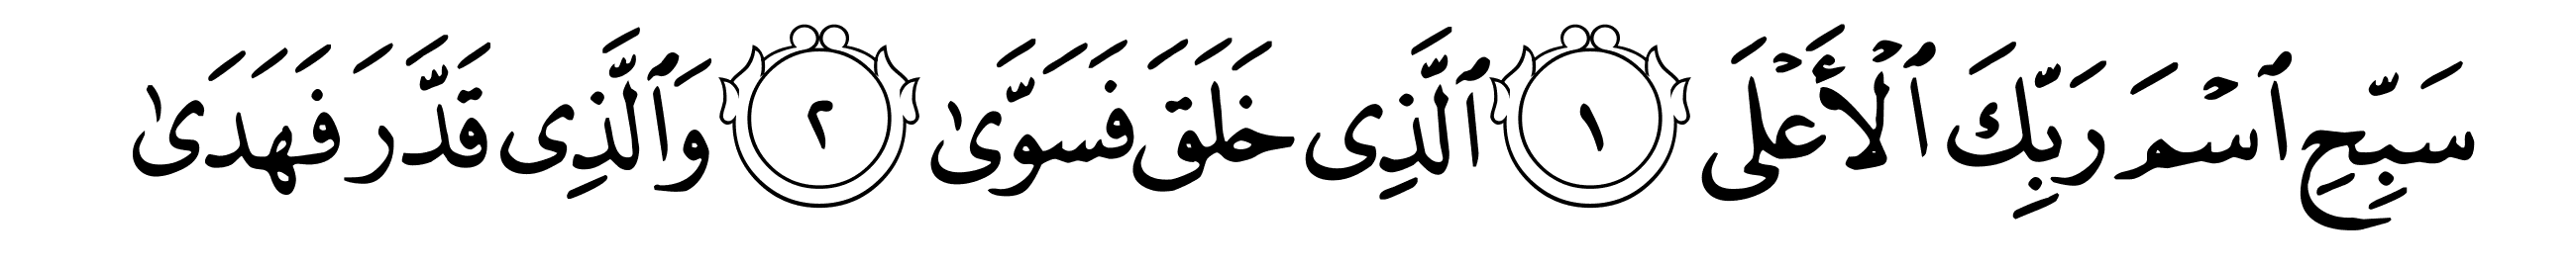 سَبِّحِ ٱسْمَ رَبِّكَ ٱلْأَعْلَى ١ ٱلَّذِى خَلَقَ فَسَوَّىٰ ٢ وَٱلَّذِى قَدَّرَ فَهَدَىٰ